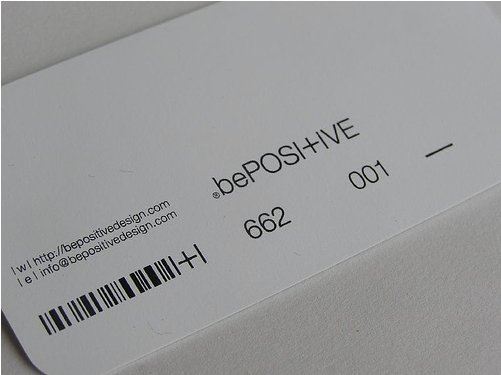 ®bePOSI+IVE
| w | http://bepositivedesign.com
| e | info@bepositivedesign.com
662 001 —
|+|